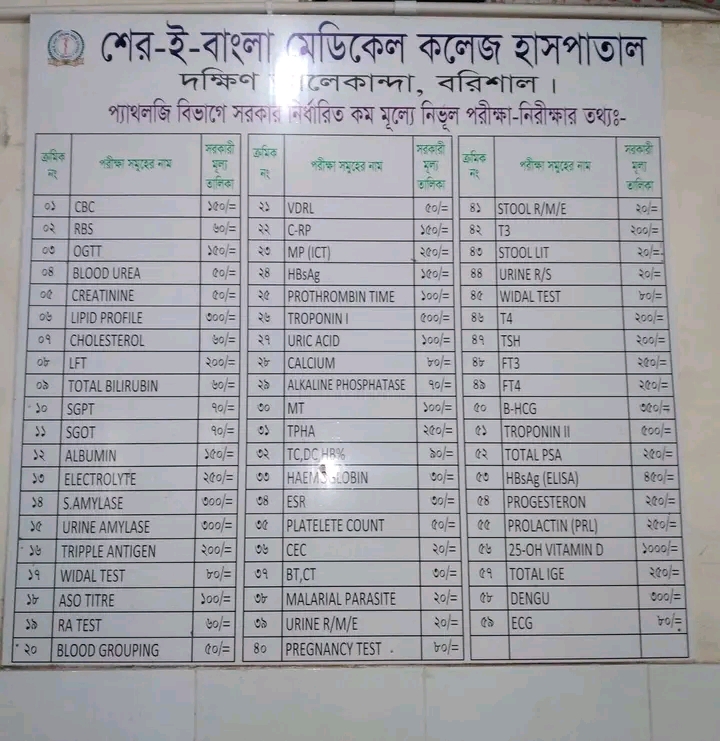 শের-ই-বাংলা মেডিকেল কলেজ হাসপাতাল
দক্ষিণ আলেকান্দা, বরিশাল ।
প্যাথলজি বিভাগে সরকার নির্ধারিত কম মূল্যে নির্ভুল পরীক্ষা-নিরীক্ষার তথ্যঃ-
ক্রমিক নং পরীক্ষা সমুহের নাম সরকারী মূল্য তালিকা
০১ CBC ১৫০/=
০২ RBS ৬০/=
০৩ OGTT ১৫০/=
০৪ BLOOD UREA ৫০/=
০৫ CREATININE ৫০/=
০৬ LIPID PROFILE ৩০০/=
০৭ CHOLESTEROL ৬০/=
০৮ LFT ২০০/=
০৯ TOTAL BILIRUBIN ৬০/=
১০ SGPT ৭০/=
১১ SGOT ৭০/=
১২ ALBUMIN ১৫০/=
১৩ ELECTROLYTE ২৫০/=
১৪ S.AMYLASE ৩০০/=
১৫ URINE AMYLASE ৩০০/=
১৬ TRIPPLE ANTIGEN ২০০/=
১৭ WIDAL TEST ৮০/=
১৮ ASO TITRE ১০০/=
১৯ RA TEST ৬০/=
২০ BLOOD GROUPING ৫০/=
ক্রমিক নং পরীক্ষা সমুহের নাম সরকারী মূল্য তালিকা
২১ VDRL ৫০/=
২২ C-RP ১৫০/=
২৩ MP (ICT) ২৫০/=
২৪ HBsAg ১৫০/=
২৫ PROTHROMBIN TIME ১০০/=
২৬ TROPONIN I ৫০০/=
২৭ URIC ACID ১০০/=
২৮ CALCIUM ৮০/=
২৯ ALKALINE PHOSPHATASE ৭০/=
৩০ MT ১০০/=
৩১ TPHA ২৫০/=
৩২ TC,DC,HB% ৯০/=
৩৩ HAEMOGLOBIN ৩০/=
৩৪ ESR ৩০/=
৩৫ PLATELETE COUNT ৫০/=
৩৬ CEC ২০/=
৩৭ BT,CT ৩০/=
৩৮ MALARIAL PARASITE ২০/=
৩৯ URINE R/M/E ২০/=
৪০ PREGNANCY TEST ৮০/=
ক্রমিক নং পরীক্ষা সমুহের নাম সরকারী মূল্য তালিকা
৪১ STOOL R/M/E ২০/=
৪২ T3 ২০০/=
৪৩ STOOL LIT ২০/=
৪৪ URINE R/S ২০/=
৪৫ WIDAL TEST ৮০/=
৪৬ T4 ২০০/=
৪৭ TSH ২০০/=
৪৮ FT3 ২৫০/=
৪৯ FT4 ২৫০/=
৫০ B-HCG ৩৫০/=
৫১ TROPONIN II ৫০০/=
৫২ TOTAL PSA ২৫০/=
৫৩ HBsAg (ELISA) ৪৫০/=
৫৪ PROGESTERON ২৫০/=
৫৫ PROLACTIN (PRL) ২৫০/=
৫৬ 25-OH VITAMIN D ১০০০/=
৫৭ TOTAL IGE ২৫০/=
৫৮ DENGU ৩০০/=
৫৯ ECG ৮০/=